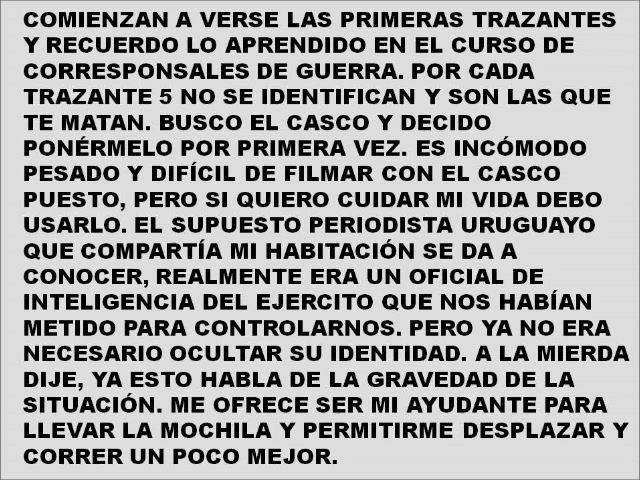 COMIENZAN A VERSE LAS PRIMERAS TRAZANTES
Y RECUERDO LO APRENDIDO EN EL CURSO DE
CORRESPONSALES DE GUERRA. POR CADA
TRAZANTE 5 NO SE IDENTIFICAN Y SON LAS QUE
TE MATAN. BUSCO EL CASCO Y DECIDO
PONÉRMELO POR PRIMERA VEZ. ES INCÓMODO
PESADO Y DIFÍCIL DE FILMAR CON EL CASCO
PUESTO, PERO SI QUIERO CUIDAR MI VIDA DEBO
USARLO. EL SUPUESTO PERIODISTA URUGUAYO
QUE COMPARTÍA MI HABITACIÓN SE DA A
CONOCER, REALMENTE ERA UN OFICIAL DE
INTELIGENCIA DEL EJERCITO QUE NOS HABÍAN
METIDO PARA CONTROLARNOS. PERO YA NO ERA
NECESARIO OCULTAR SU IDENTIDAD. A LA MIERDA
DIJE, YA ESTO HABLA DE LA GRAVEDAD DE LA
SITUACIÓN. ME OFRECE SER MI AYUDANTE PARA
LLEVAR LA MOCHILA Y PERMITIRME DESPLAZAR Y
CORRER UN POCO MEJOR.